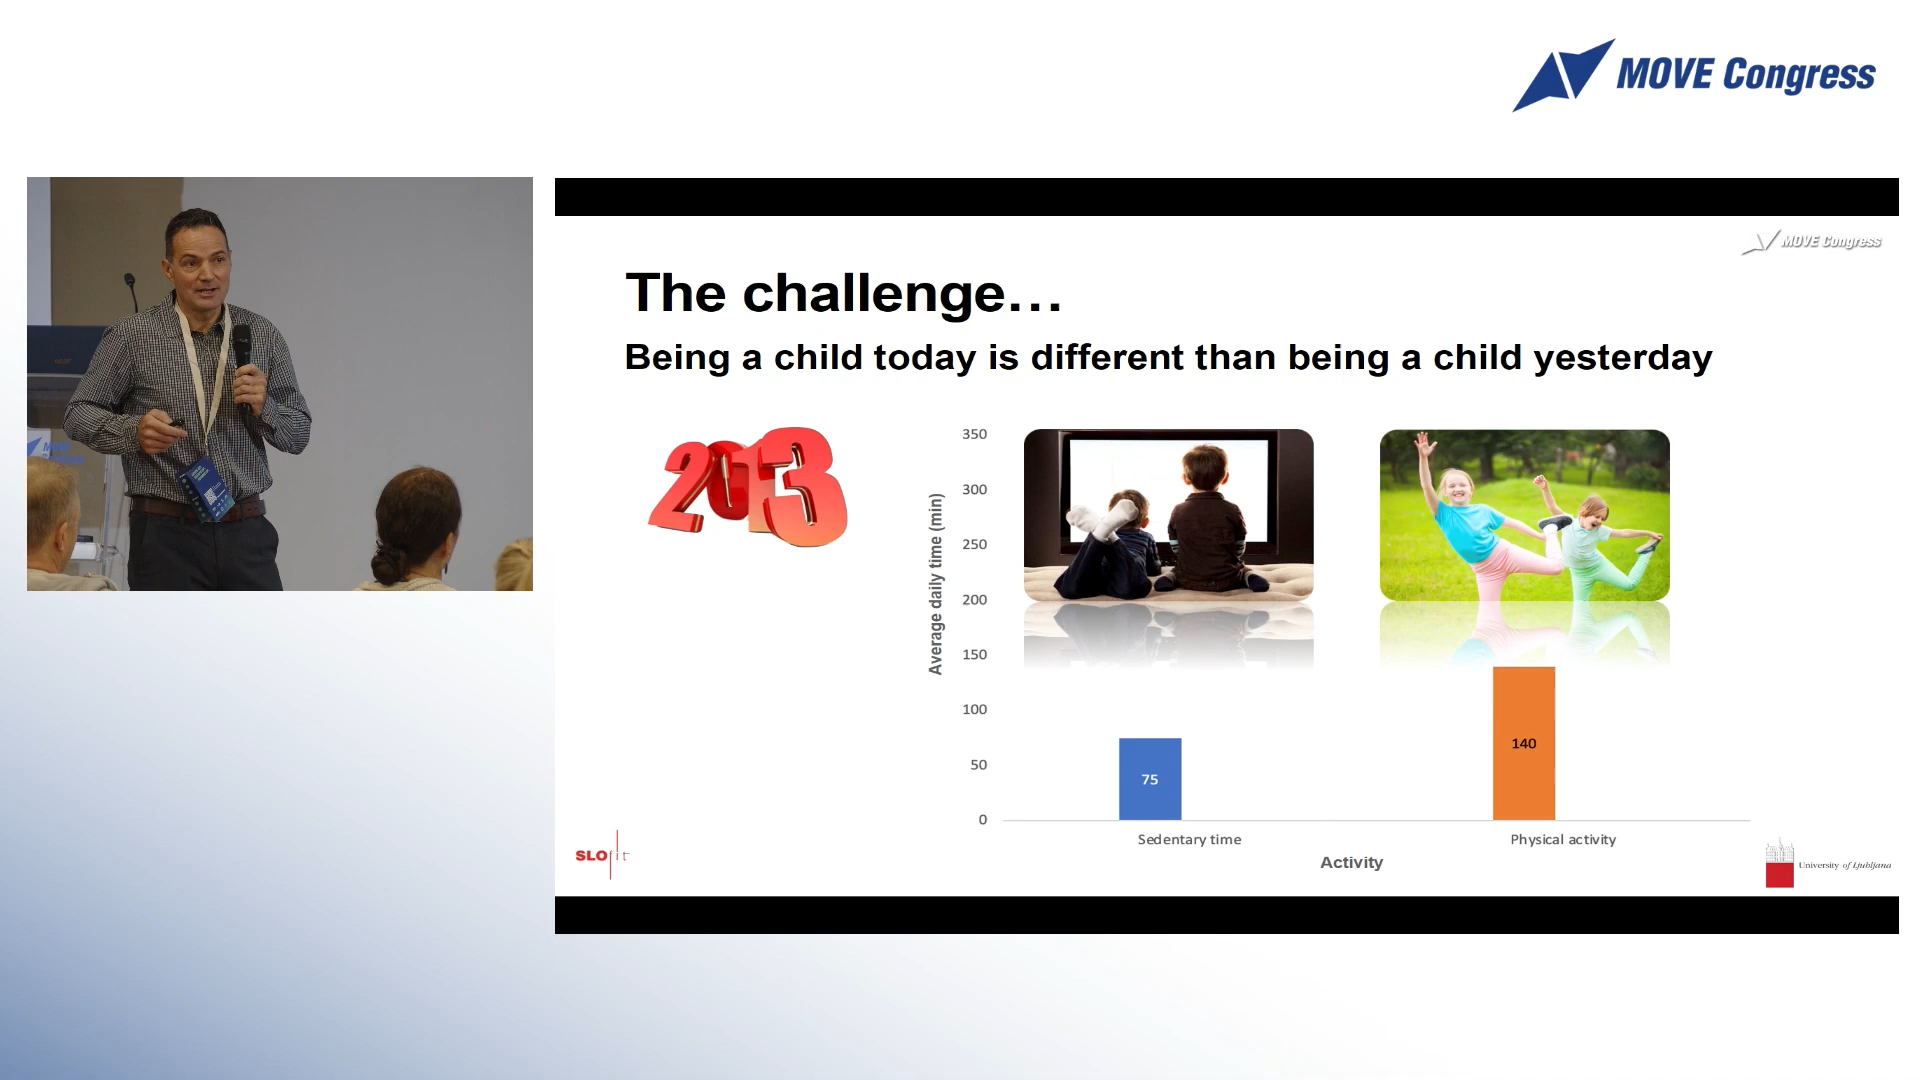 MOVE Congress
MOVE Congress
The challenge…
Being a child today is different than being a child yesterday
2013
350
300
250
200
150
100
50
0
Average daily time (min)
75
140
Sedentary time
Physical activity
Activity
SLOfit
University of Ljubljana